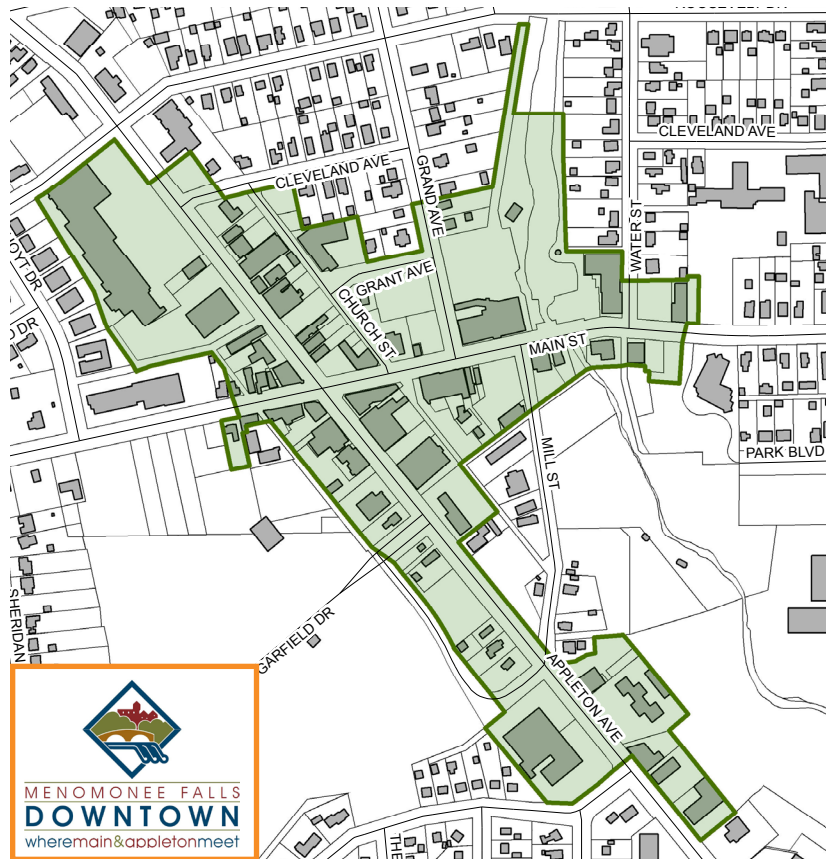 CLEVELAND AVE
CLEVELAND AVE
GRAND AVE
WATER ST
GRANT AVE
CHURCH ST.
MAIN ST
PARK BLVD
MILL ST
SHERIDAN
GARFIELD DR
APPLETON AVE
MENOMONEE FALLS
DOWNTOWN
wheremain&appletonmeet
THE